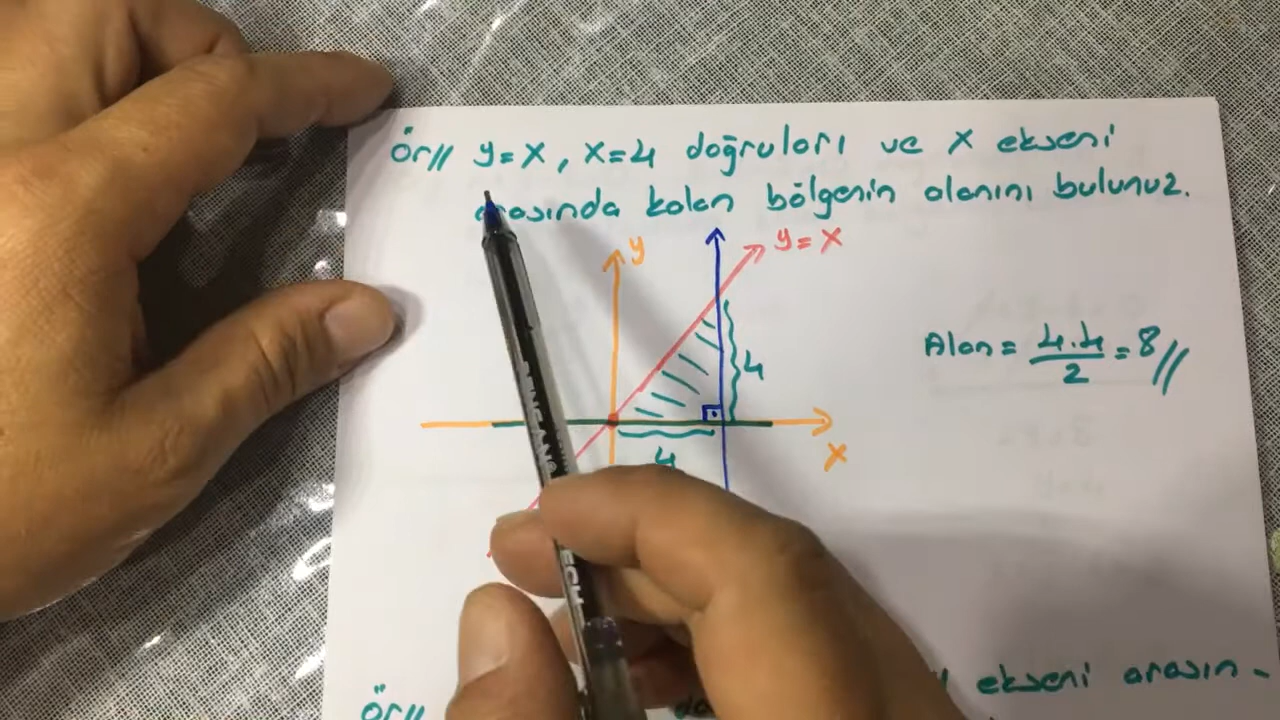 Ör// y=x, x=4 doğruları ve x ekseni
arasında kalan bölgenin alanını bulunuz.
y
y=x
4
Alan = 4.4/2 = 8//
x
4
ekseni arasın-
Ör//